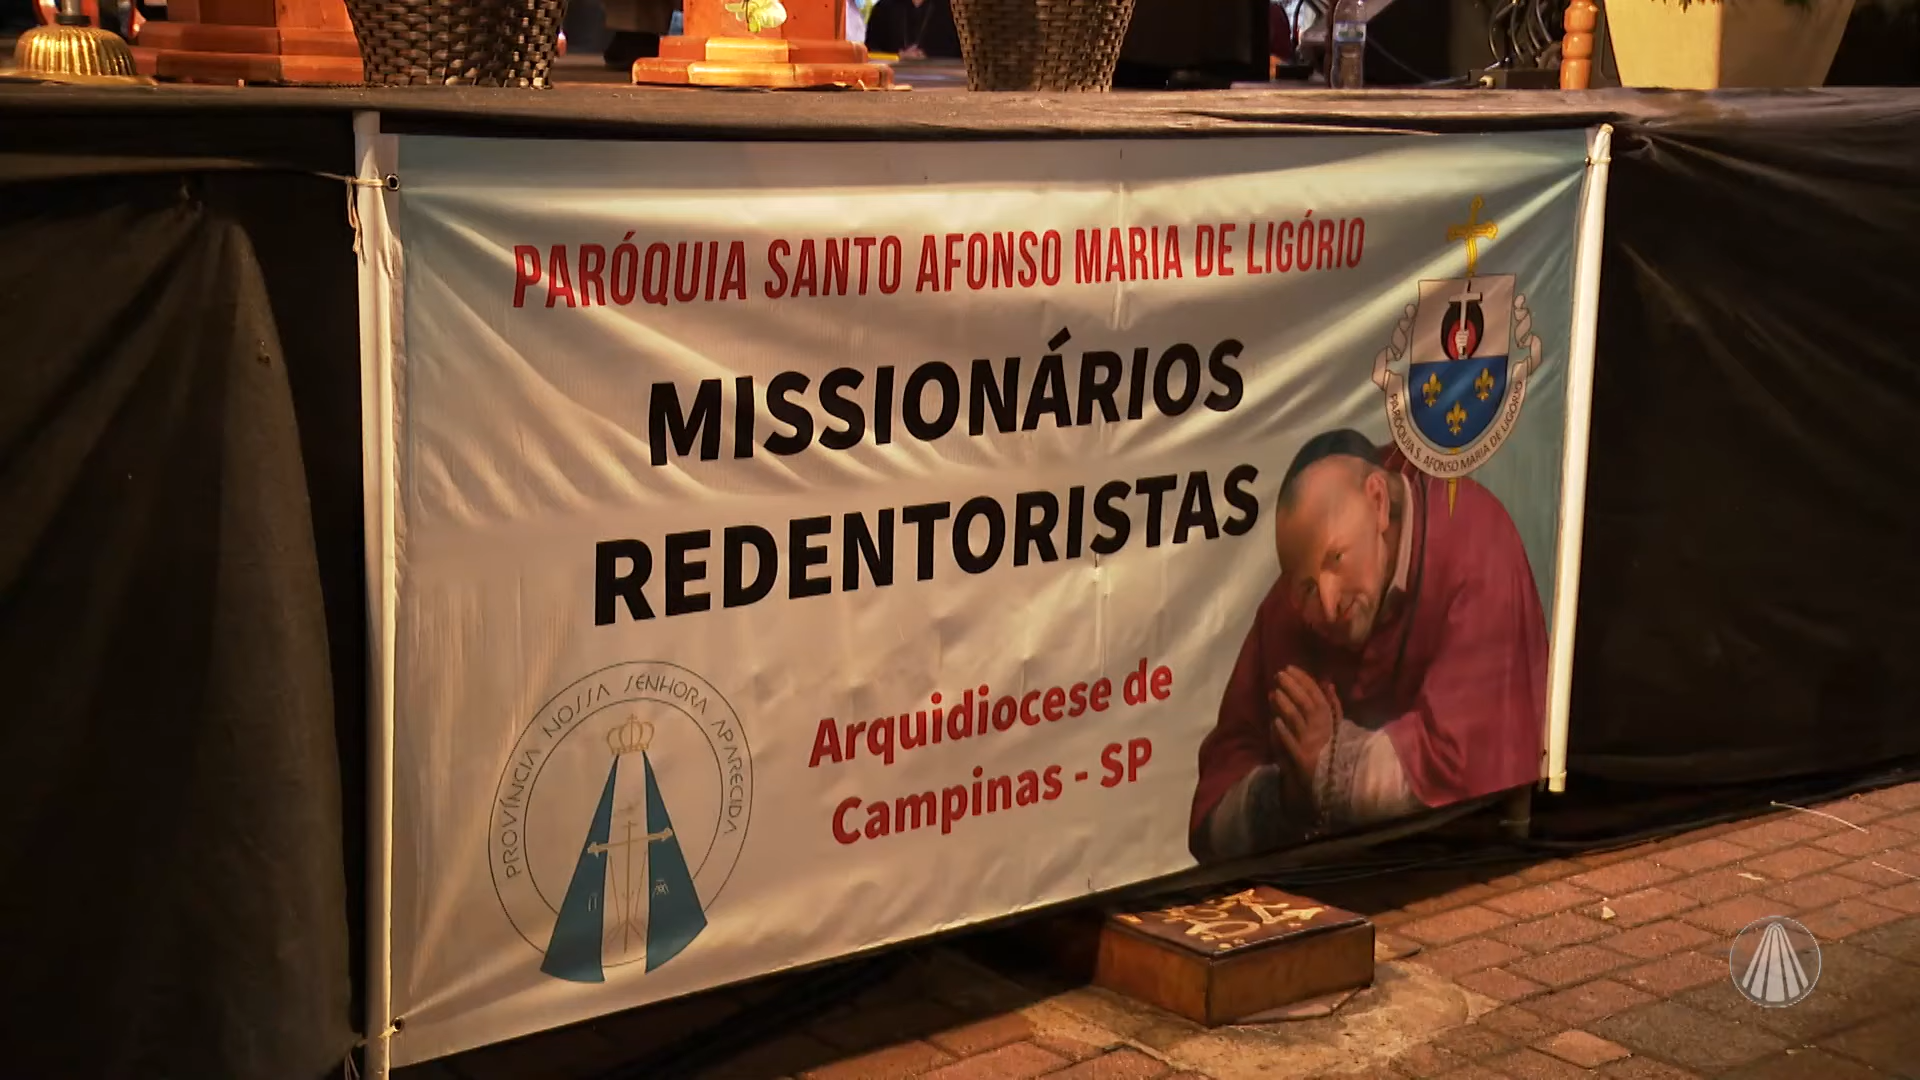 PARÓQUIA SANTO AFONSO MARIA DE LIGÓRIO
MISSIONÁRIOS
REDENTORISTAS
Arquidiocese de
Campinas - SP
PROVÍNCIA NOSSA SENHORA APARECIDA
PARÓQUIA S. AFONSO MARIA DE LIGÓRIO